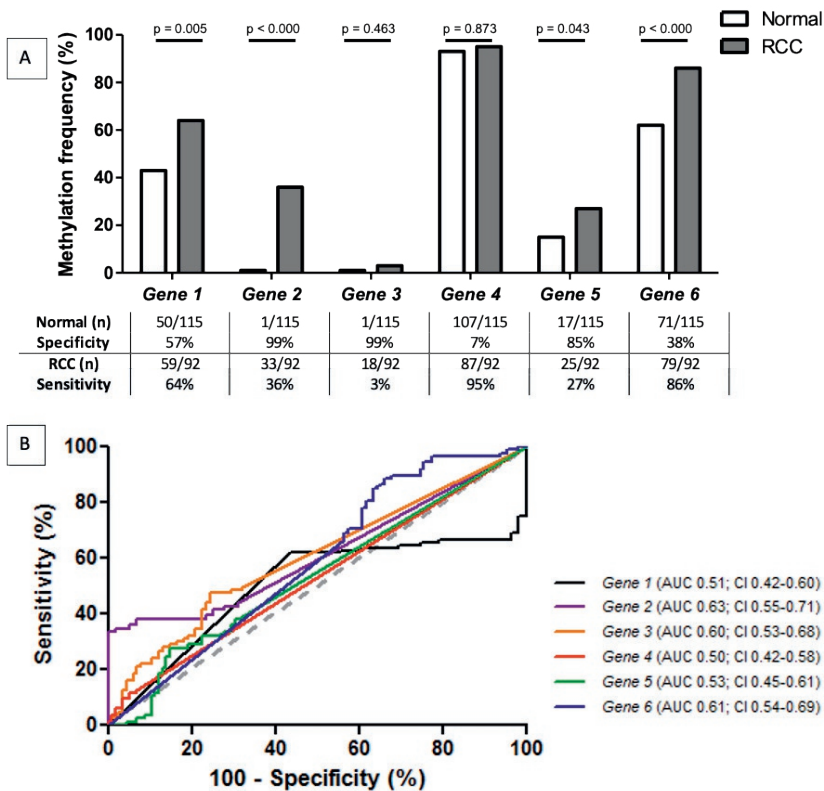 A
Normal
RCC
p = 0.005 p < 0.000 p = 0.463 p = 0.873 p = 0.043 p < 0.000
Methylation frequency (%)
100
80
60
40
20
0
Gene 1 Gene 2 Gene 3 Gene 4 Gene 5 Gene 6
Normal (n) 50/115 1/115 1/115 107/115 17/115 71/115
Specificity 57% 99% 99% 7% 85% 38%
RCC (n) 59/92 33/92 18/92 87/92 25/92 79/92
Sensitivity 64% 36% 3% 95% 27% 86%
B
Sensitivity (%)
100
80
60
40
20
0
0 20 40 60 80 100
100 - Specificity (%)
Gene 1 (AUC 0.51; CI 0.42-0.60)
Gene 2 (AUC 0.63; CI 0.55-0.71)
Gene 3 (AUC 0.60; CI 0.53-0.68)
Gene 4 (AUC 0.50; CI 0.42-0.58)
Gene 5 (AUC 0.53; CI 0.45-0.61)
Gene 6 (AUC 0.61; CI 0.54-0.69)